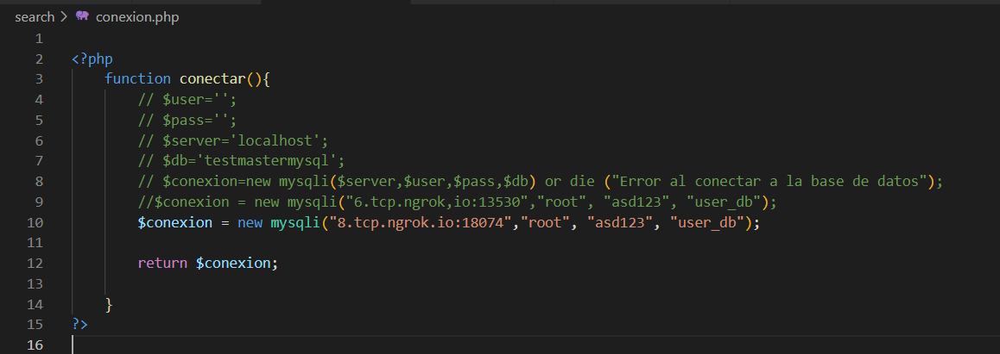 search > conexion.php
1
2 <?php
3 function conectar(){
4 // $user='';
5 // $pass='';
6 // $server='localhost';
7 // $db='testmastermysql';
8 // $conexion=new mysqli($server,$user,$pass,$db) or die ("Error al conectar a la base de datos");
9 //$conexion = new mysqli("6.tcp.ngrok,io:13530","root", "asd123", "user_db");
10 $conexion = new mysqli("8.tcp.ngrok.io:18074","root", "asd123", "user_db");
11
12 return $conexion;
13
14 }
15 ?>
16